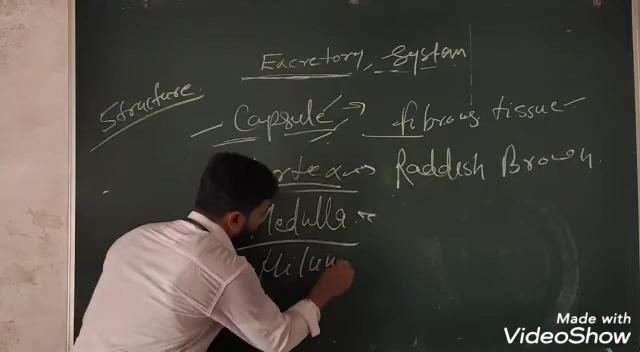 Excretory System
Structure
Capsule → fibrous tissue
Cortex → Raddish Brown
Medulla
Hilum
Made with
VideoShow